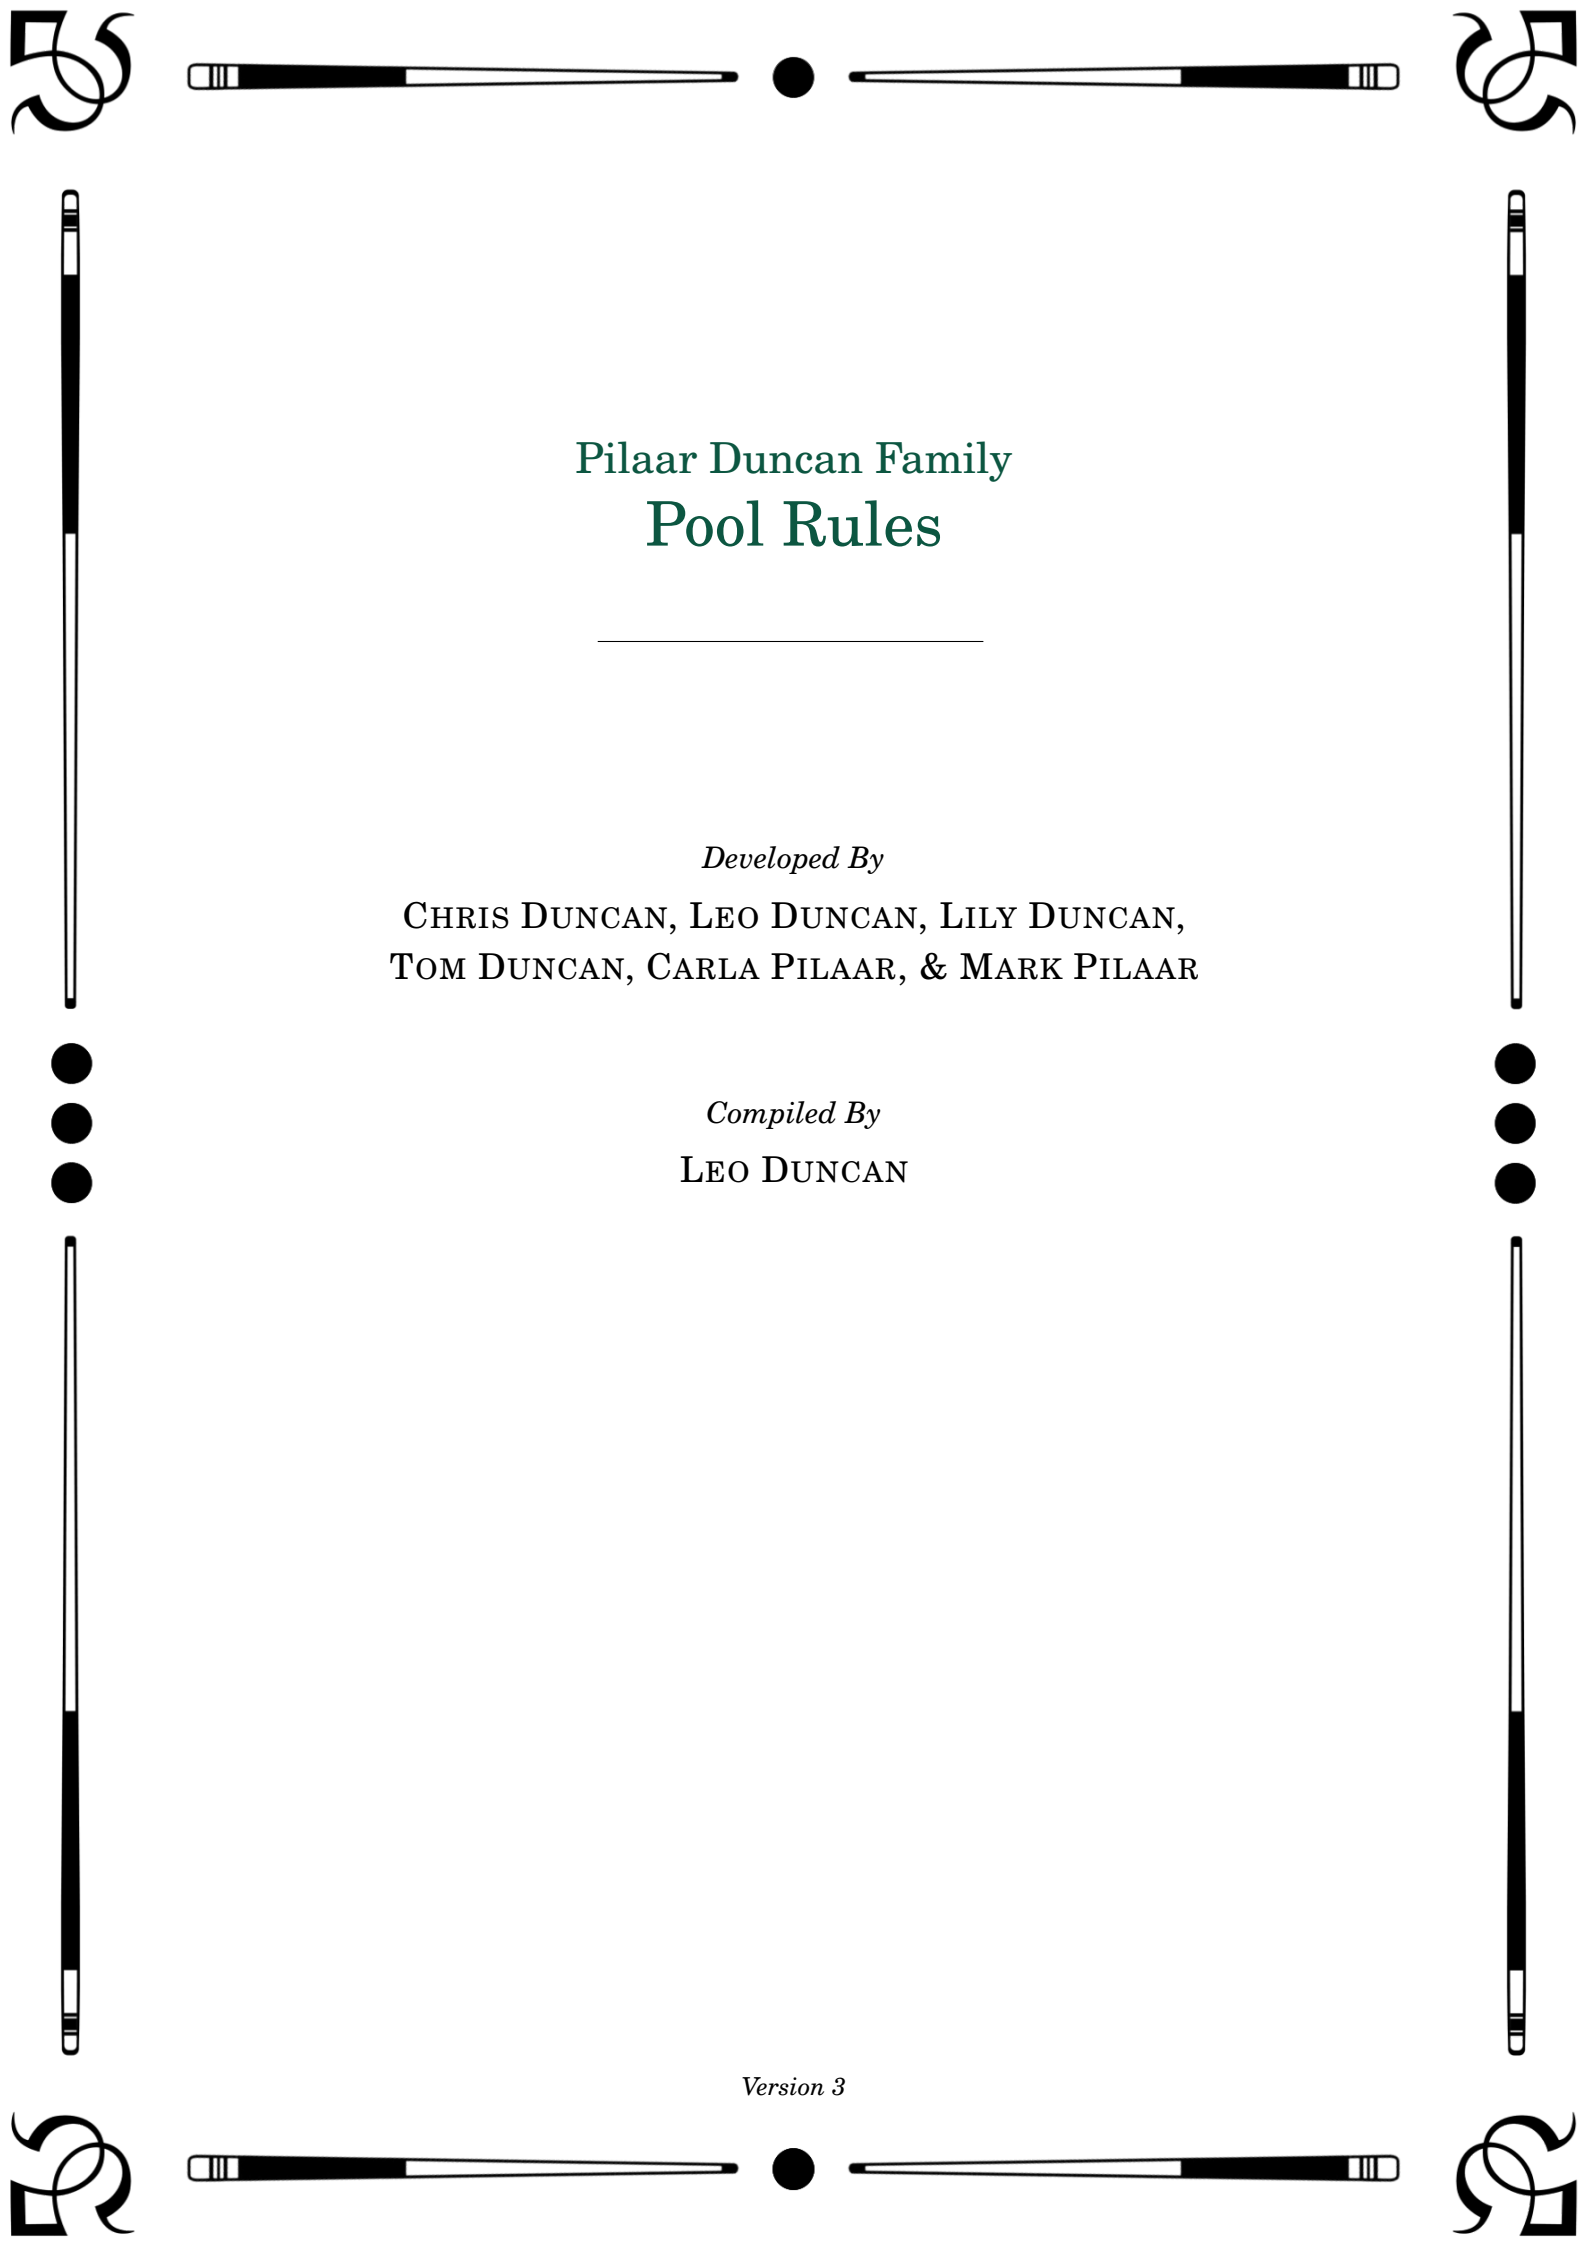 Pilaar Duncan Family
Pool Rules
Developed By
Chris Duncan, Leo Duncan, Lily Duncan,
Tom Duncan, Carla Pilaar, & Mark Pilaar
Compiled By
Leo Duncan
Version 3